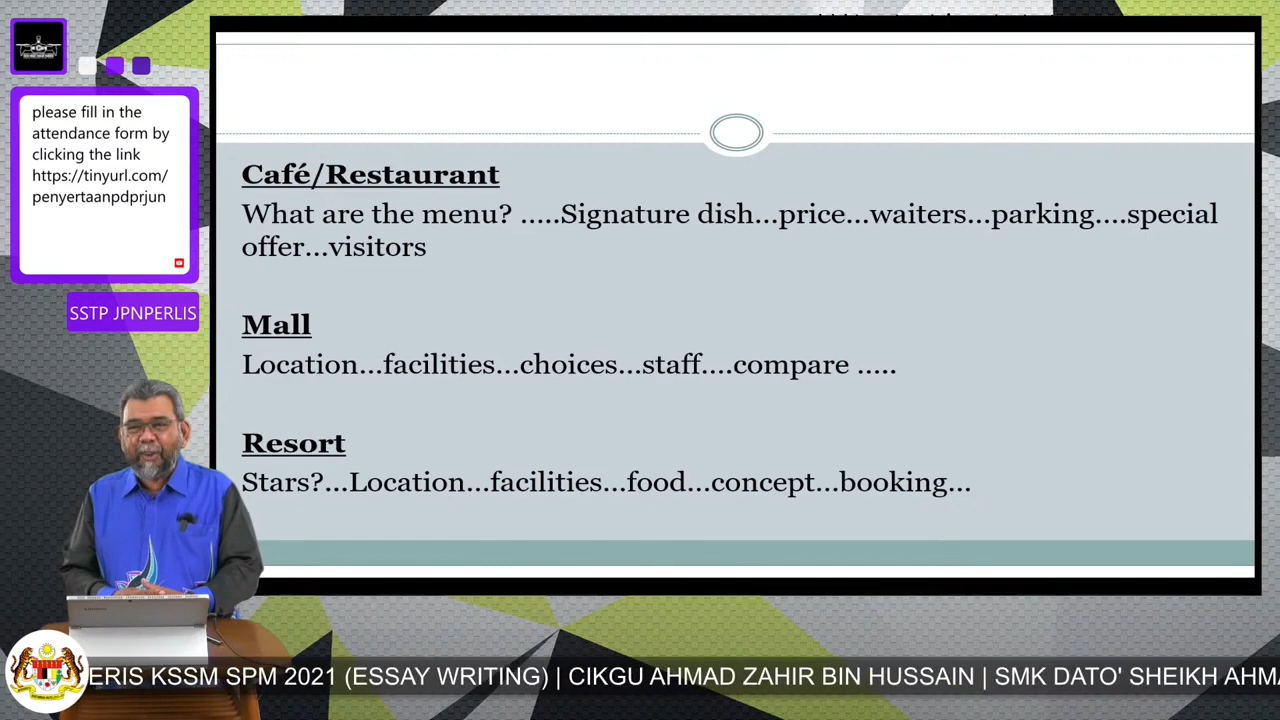 please fill in the
attendance form by
clicking the link
https://tinyurl.com/
penyertaanpdprjun
SSTP JPNPERLIS
Café/Restaurant
What are the menu? .....Signature dish...price...waiters...parking....special
offer...visitors
Mall
Location...facilities...choices...staff....compare .....
Resort
Stars?...Location...facilities...food...concept...booking...
ERIS KSSM SPM 2021 (ESSAY WRITING) | CIKGU AHMAD ZAHIR BIN HUSSAIN | SMK DATO' SHEIKH AHMA